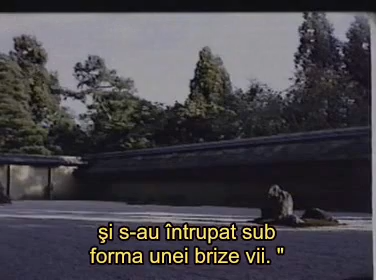 şi s-au întrupat sub
forma unei brize vii. "